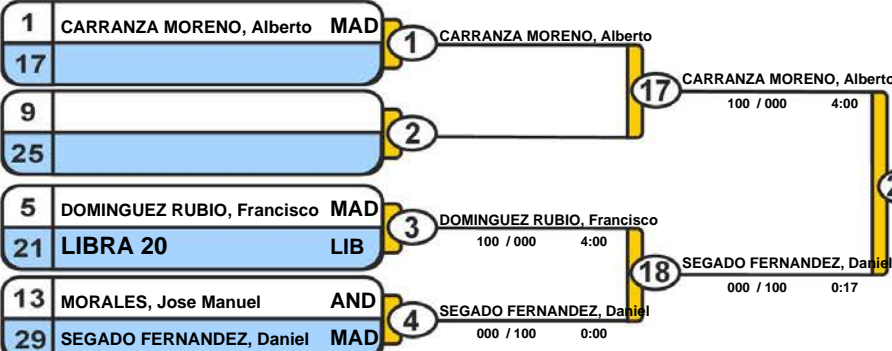 1 CARRANZA MORENO, Alberto MAD
17
1
CARRANZA MORENO, Alberto
9
25
2
17
CARRANZA MORENO, Alberto
100 / 000 4:00
5 DOMINGUEZ RUBIO, Francisco MAD
21 LIBRA 20 LIB
3
DOMINGUEZ RUBIO, Francisco
100 / 000 4:00
13 MORALES, Jose Manuel AND
29 SEGADO FERNANDEZ, Daniel MAD
4
SEGADO FERNANDEZ, Daniel
000 / 100 0:00
18
SEGADO FERNANDEZ, Daniel
000 / 100 0:17